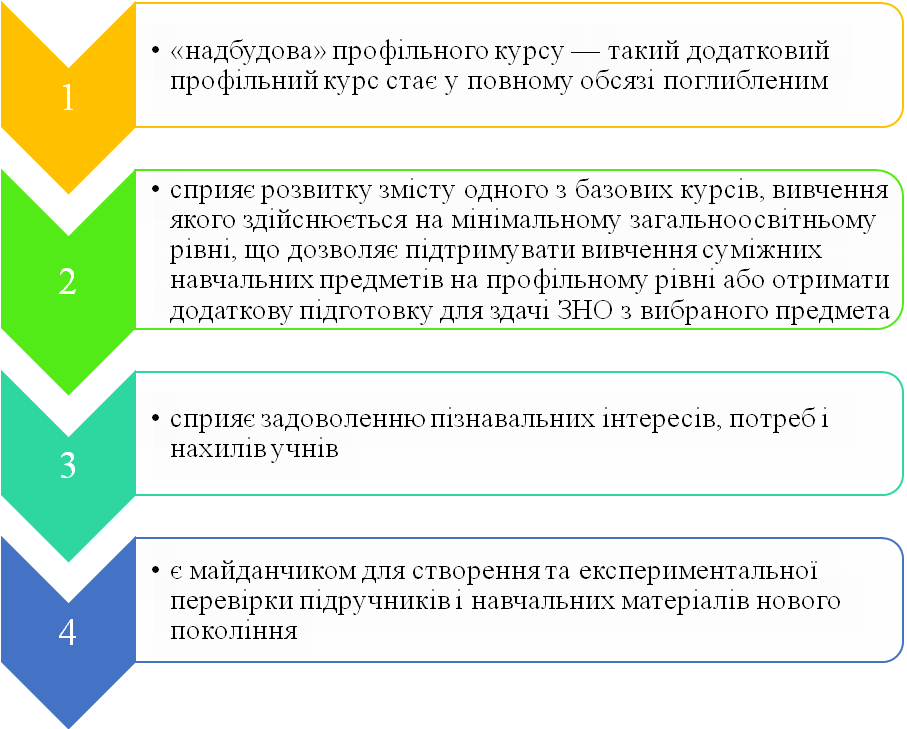 1
• «надбудова» профільного курсу — такий додатковий
профільний курс стає у повному обсязі поглибленим
2
• сприяє розвитку змісту одного з базових курсів, вивчення
якого здійснюється на мінімальному загальноосвітньому
рівні, що дозволяє підтримувати вивчення суміжних
навчальних предметів на профільному рівні або отримати
додаткову підготовку для здачі ЗНО з вибраного предмета
3
• сприяє задоволенню пізнавальних інтересів, потреб і
нахилів учнів
4
• є майданчиком для створення та експериментальної
перевірки підручників і навчальних матеріалів нового
покоління